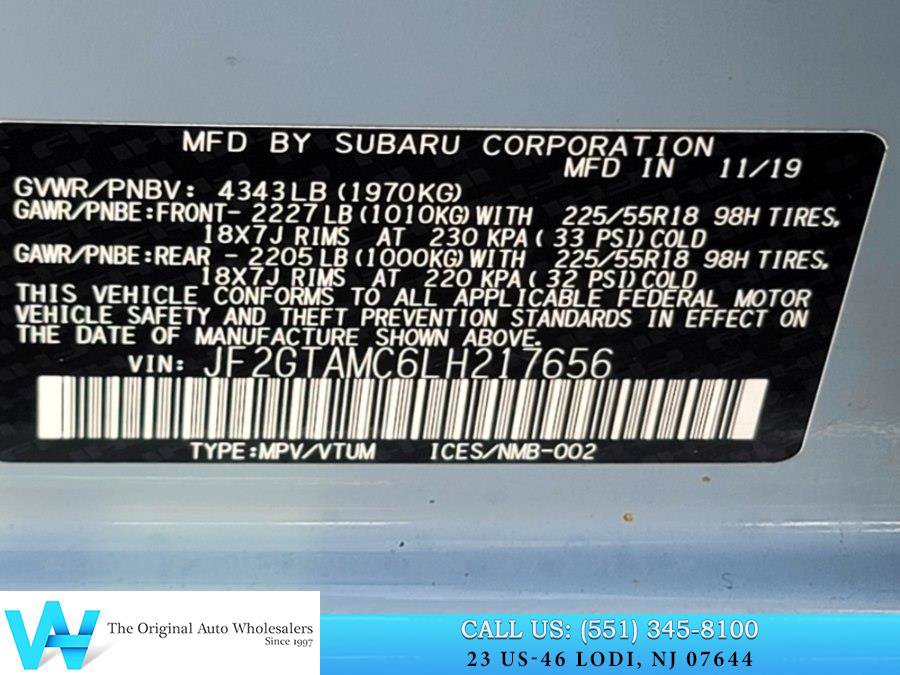 MFD BY SUBARU CORPORATION
MFD IN 11/19
GVWR/PNBV: 4343LB (1970KG)
GAWR/PNBE:FRONT- 2227LB(1010KG)WITH 225/55R18 98H TIRES,
18X7J RIMS AT 230 KPA( 33 PSI)COLD
GAWR/PNBE:REAR - 2205LB(1000KG)WITH 225/55R18 98H TIRES,
18X7J RIMS AT 220 KPA( 32 PSI)COLD
THIS VEHICLE CONFORMS TO ALL APPLICABLE FEDERAL MOTOR
VEHICLE SAFETY AND THEFT PREVENTION STANDARDS IN EFFECT ON
THE DATE OF MANUFACTURE SHOWN ABOVE.
VIN: JF2GTAMC6LH217656
TYPE:MPV/VTUM ICES/NMB-002
The Original Auto Wholesalers
Since 1997
CALL US: (551) 345-8100
23 US-46 LODI, NJ 07644